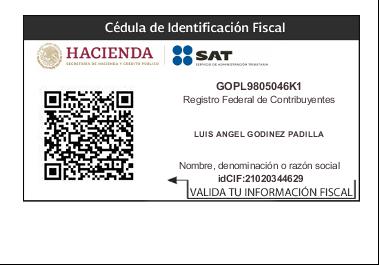 Cédula de Identificación Fiscal
HACIENDA
SECRETARÍA DE HACIENDA Y CRÉDITO PÚBLICO
SAT
SERVICIO DE ADMINISTRACIÓN TRIBUTARIA
GOPL9805046K1
Registro Federal de Contribuyentes
LUIS ANGEL GODINEZ PADILLA
Nombre, denominación o razón social
idCIF:21020344629
VALIDA TU INFORMACIÓN FISCAL